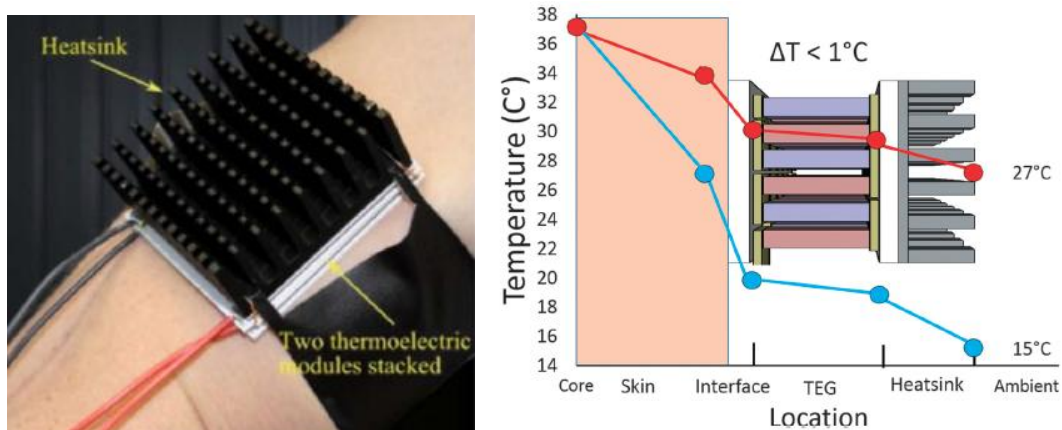 Heatsink
Two thermoelectric
modules stacked
38
36
34
32
30
28
26
24
22
20
18
16
14
Temperature (C°)
ΔT < 1°C
27°C
15°C
Core Skin Interface TEG Heatsink Ambient
Location